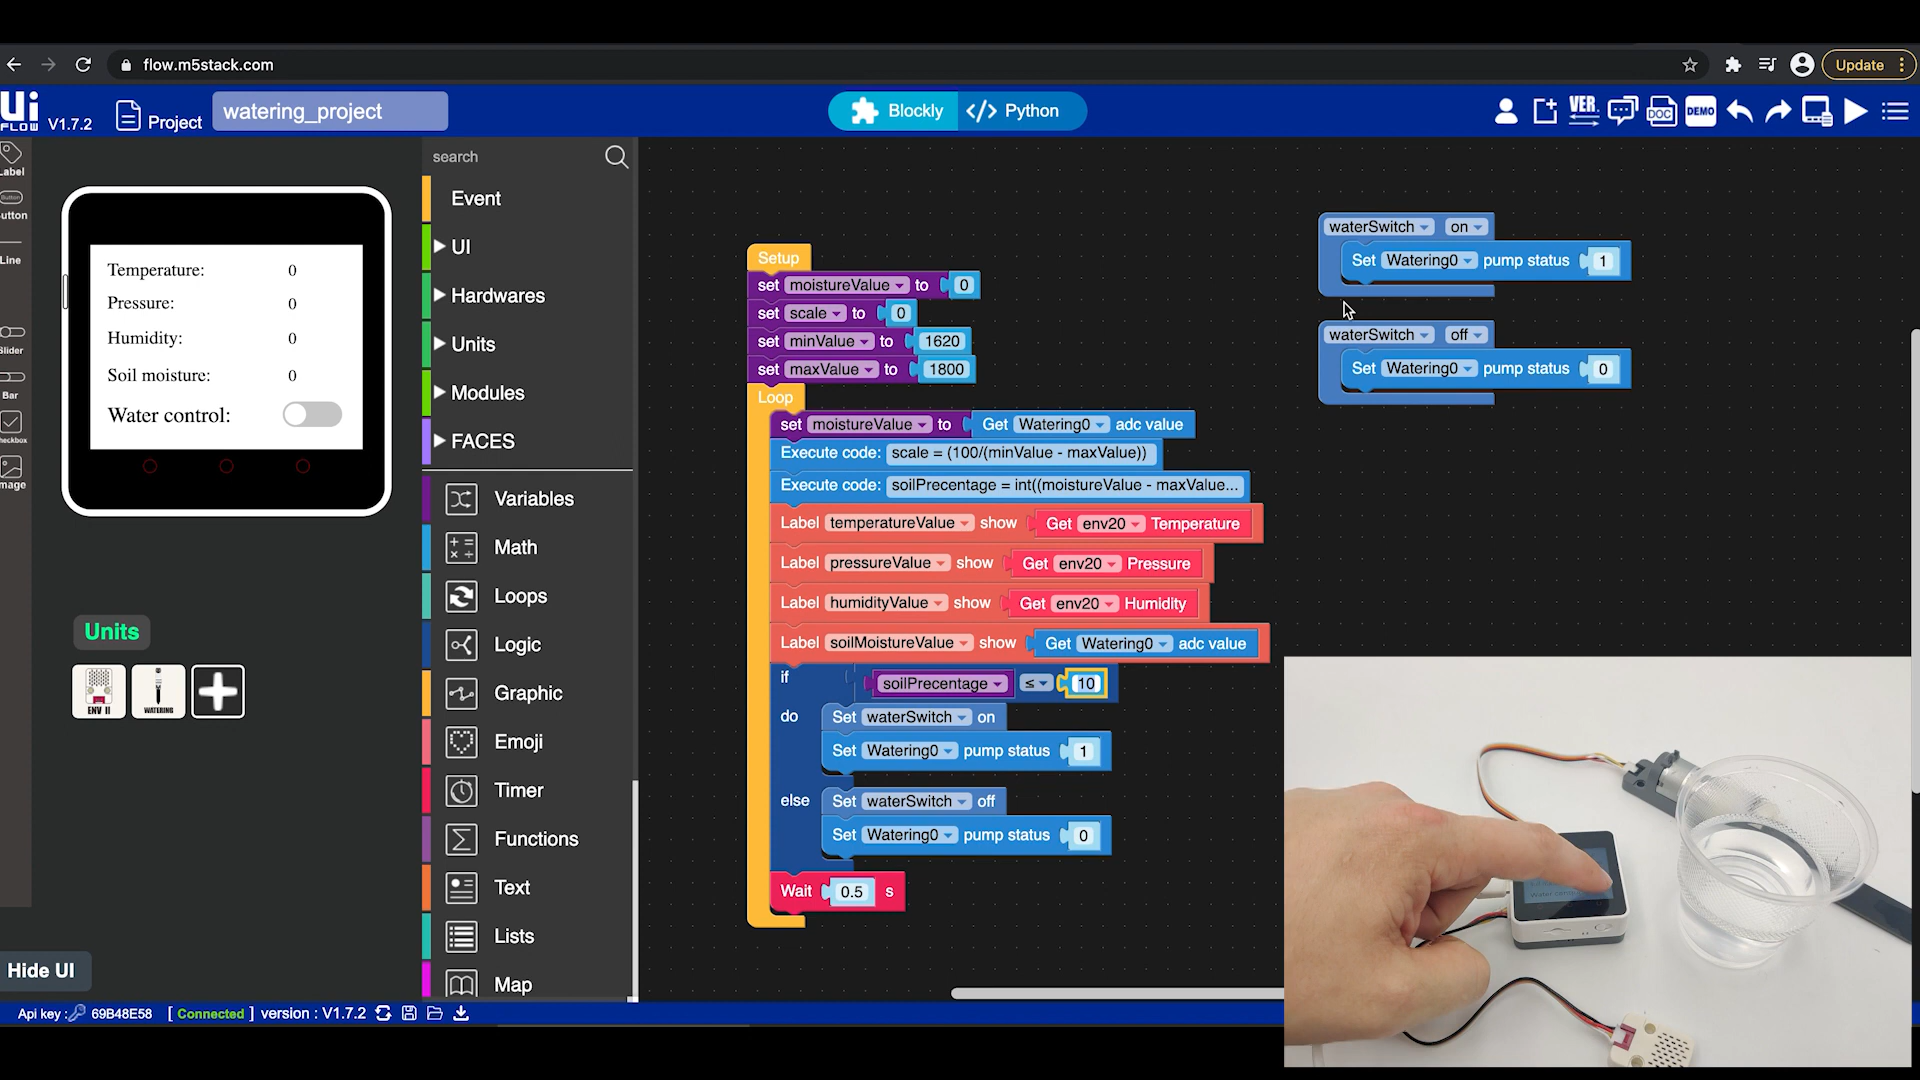 flow.m5stack.com
Update
Ui FLOW V1.7.2
Project
watering_project
Blockly
</> Python
VER.
DOC
DEMO
Label
Button
utton
Line
Slider
Bar
heckbox
mage
Temperature: 0
Pressure: 0
Humidity: 0
Soil moisture: 0
Water control:
Units
ENV II
WATERING
Hide UI
search
Event
UI
Hardwares
Units
Modules
FACES
Variables
Math
Loops
Logic
Graphic
Emoji
Timer
Functions
Text
Lists
Map
Setup
set moistureValue to 0
set scale to 0
set minValue to 1620
set maxValue to 1800
Loop
set moistureValue to Get Watering0 adc value
Execute code: scale = (100/(minValue - maxValue))
Execute code: soilPrecentage = int((moistureValue - maxValue...
Label temperatureValue show Get env20 Temperature
Label pressureValue show Get env20 Pressure
Label humidityValue show Get env20 Humidity
Label soilMoistureValue show Get Watering0 adc value
if soilPrecentage ≤ 10
do Set waterSwitch on
Set Watering0 pump status 1
else Set waterSwitch off
Set Watering0 pump status 0
Wait 0.5 s
waterSwitch on
Set Watering0 pump status 1
waterSwitch off
Set Watering0 pump status 0
Api key : 69B48E58 [ Connected ] version : V1.7.2